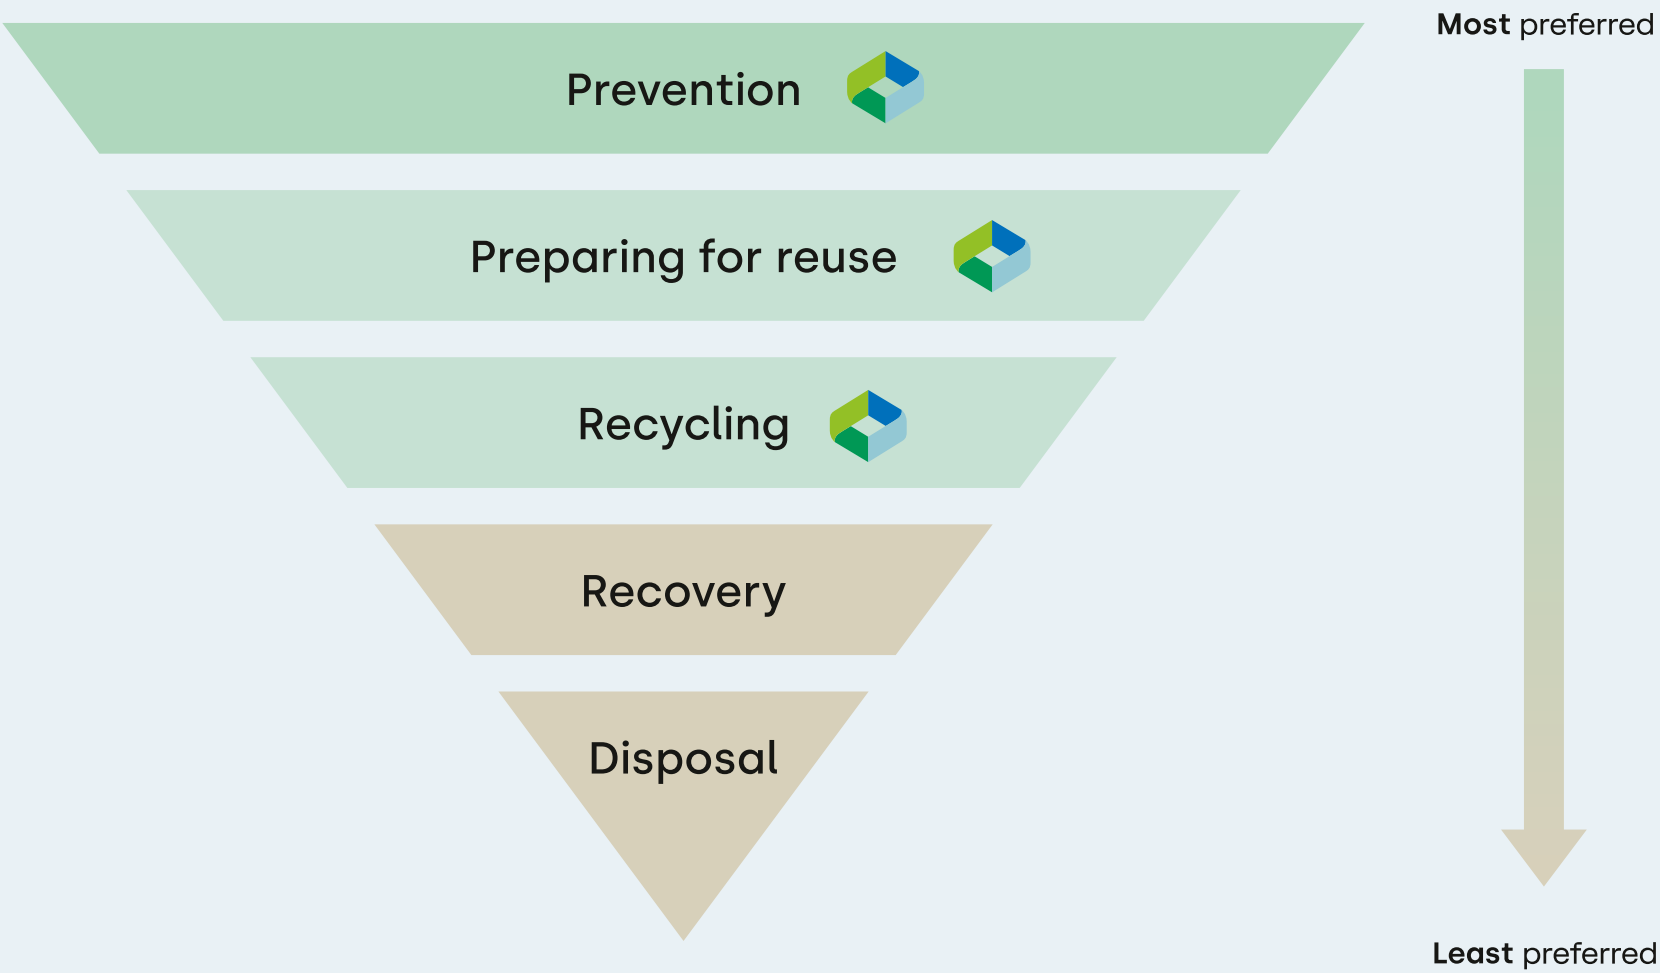 Most preferred
Prevention
Preparing for reuse
Recycling
Recovery
Disposal
Least preferred